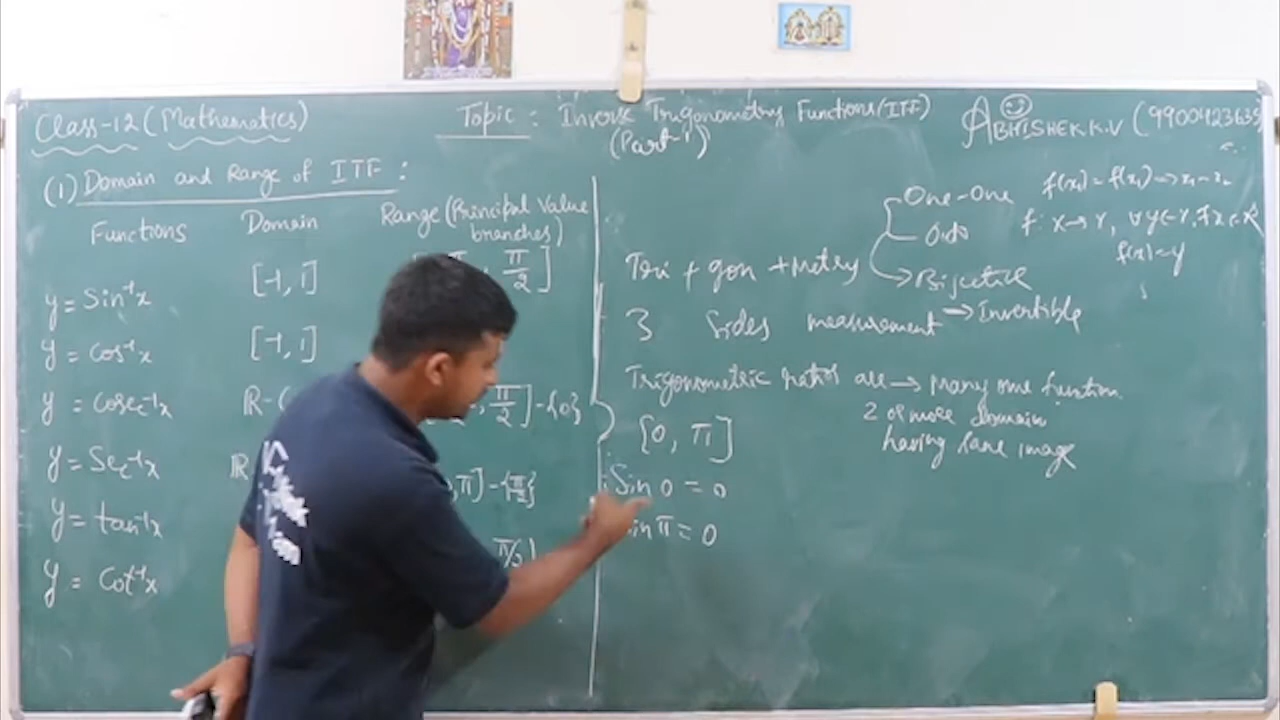 Class-12 (Mathematics)
Topic : Inverse Trigonometry Functions (ITF)
(Part-1)
ABHISHEK.K.V (9900423635)
(1) Domain and Range of ITF :
Functions Domain Range (Principal Value branches)
y = Sin⁻¹x [-1, 1] π/2]
y = Cos⁻¹x [-1, 1]
y = Cosec⁻¹x R-( , π/2] - {0}
y = Sec⁻¹x R , π] - {π/2}
y = tan⁻¹x
y = Cot⁻¹x
One-One
f(x₁) = f(x₂) => x₁ = x₂
Onto
f: X → Y, ∀ y ∈ Y, ∃ x ∈ X
f(x) = y
Tri + gon + metry
→ Bijective
3 Sides measurement → Invertible
Trigonometric ratios are → many one function
2 or more domain
having same image
[0, π]
Sin 0 = 0
Sin π = 0